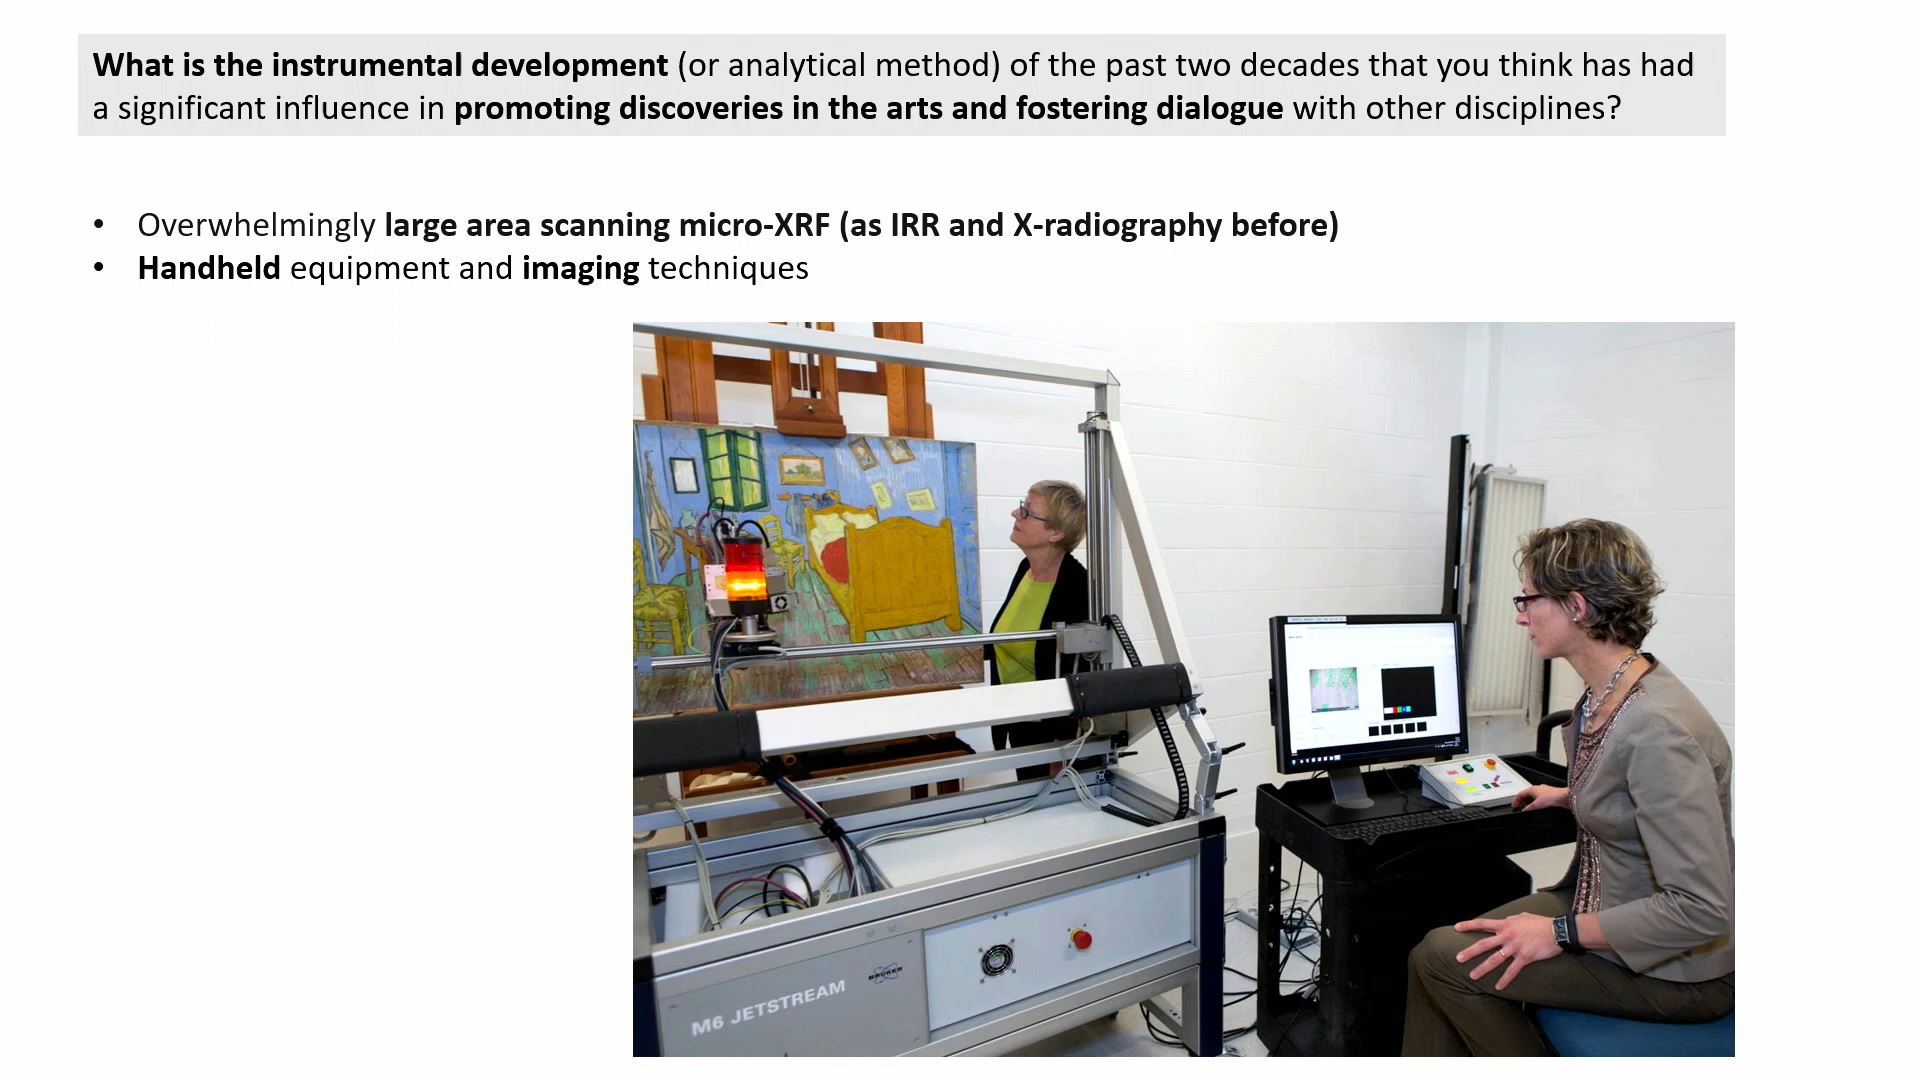 What is the instrumental development (or analytical method) of the past two decades that you think has had
a significant influence in promoting discoveries in the arts and fostering dialogue with other disciplines?
• Overwhelmingly large area scanning micro-XRF (as IRR and X-radiography before)
• Handheld equipment and imaging techniques
BRUKER
M6 JETSTREAM